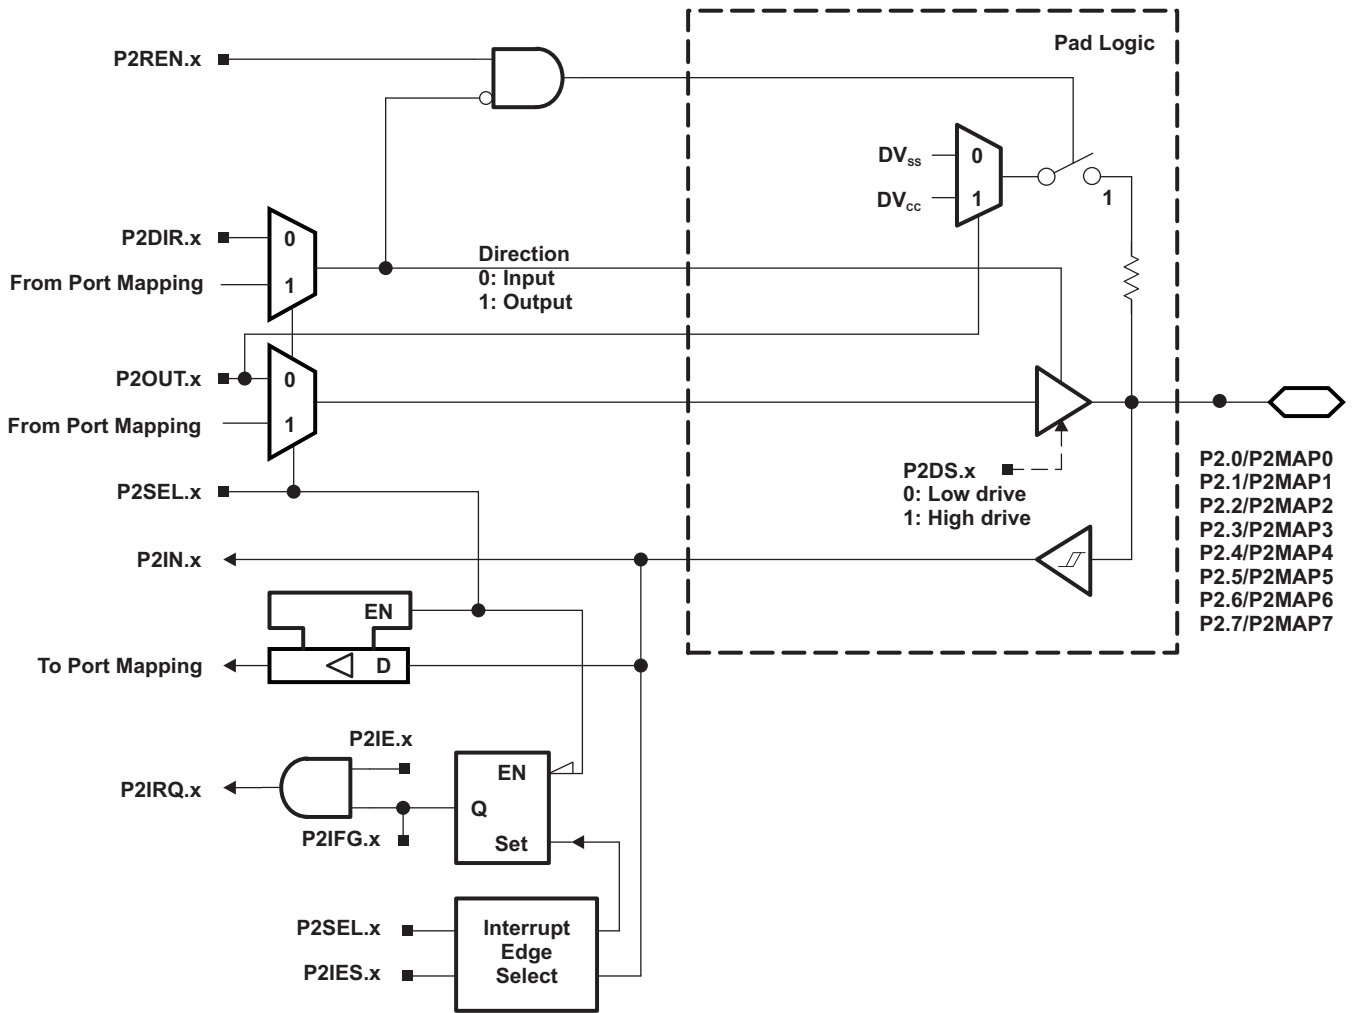 P2REN.x
Pad Logic
DVSS
0
DVCC
1
1
P2DIR.x
0
From Port Mapping
1
Direction
0: Input
1: Output
P2OUT.x
0
From Port Mapping
1
P2SEL.x
P2DS.x
0: Low drive
1: High drive
P2.0/P2MAP0
P2.1/P2MAP1
P2.2/P2MAP2
P2.3/P2MAP3
P2.4/P2MAP4
P2.5/P2MAP5
P2.6/P2MAP6
P2.7/P2MAP7
P2IN.x
EN
To Port Mapping
D
P2IE.x
P2IRQ.x
EN
Q
P2IFG.x
Set
P2SEL.x
P2IES.x
Interrupt
Edge
Select